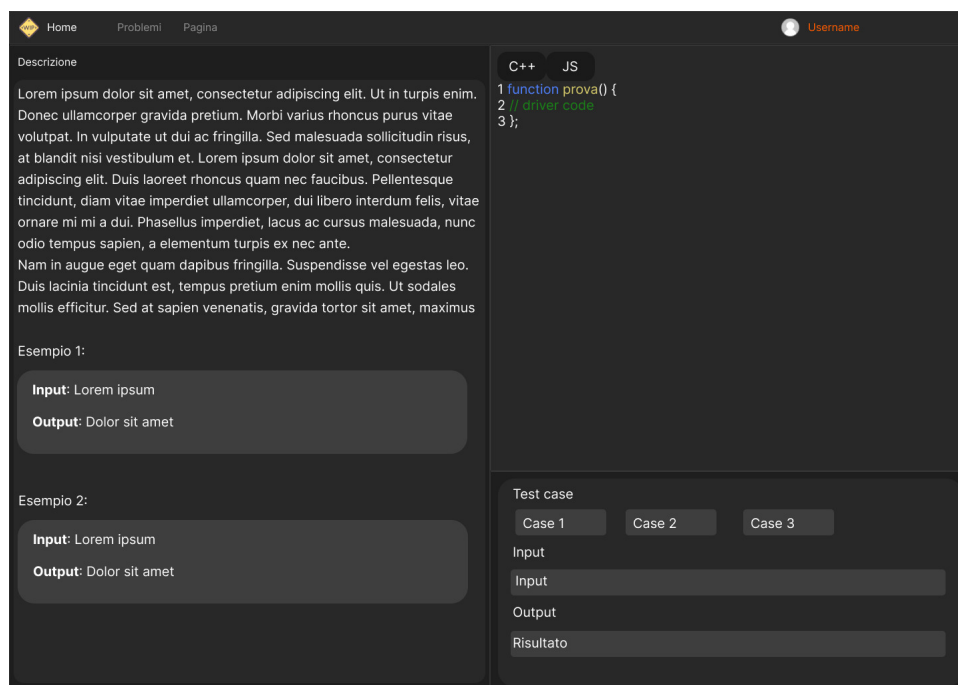 WIP Home Problemi Pagina Username
Descrizione
Lorem ipsum dolor sit amet, consectetur adipiscing elit. Ut in turpis enim.
Donec ullamcorper gravida pretium. Morbi varius rhoncus purus vitae
volutpat. In vulputate ut dui ac fringilla. Sed malesuada sollicitudin risus,
at blandit nisi vestibulum et. Lorem ipsum dolor sit amet, consectetur
adipiscing elit. Duis laoreet rhoncus quam nec faucibus. Pellentesque
tincidunt, diam vitae imperdiet ullamcorper, dui libero interdum felis, vitae
ornare mi mi a dui. Phasellus imperdiet, lacus ac cursus malesuada, nunc
odio tempus sapien, a elementum turpis ex nec ante.
Nam in augue eget quam dapibus fringilla. Suspendisse vel egestas leo.
Duis lacinia tincidunt est, tempus pretium enim mollis quis. Ut sodales
mollis efficitur. Sed at sapien venenatis, gravida tortor sit amet, maximus
Esempio 1:
Input: Lorem ipsum
Output: Dolor sit amet
Esempio 2:
Input: Lorem ipsum
Output: Dolor sit amet
C++ JS
1 function prova() {
2 // driver code
3 };
Test case
Case 1 Case 2 Case 3
Input
Input
Output
Risultato